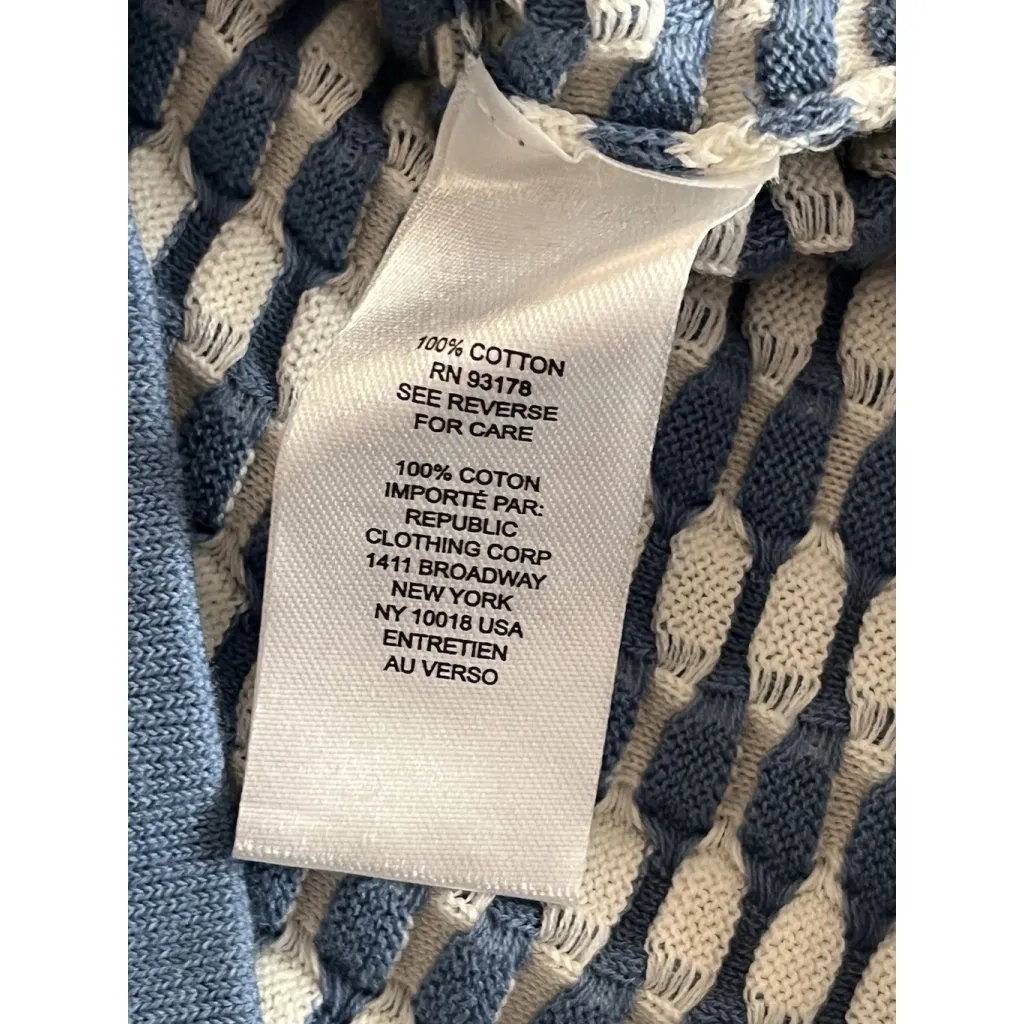 100% COTTON
RN 93178
SEE REVERSE
FOR CARE
100% COTON
IMPORTÉ PAR:
REPUBLIC
CLOTHING CORP
1411 BROADWAY
NEW YORK
NY 10018 USA
ENTRETIEN
AU VERSO